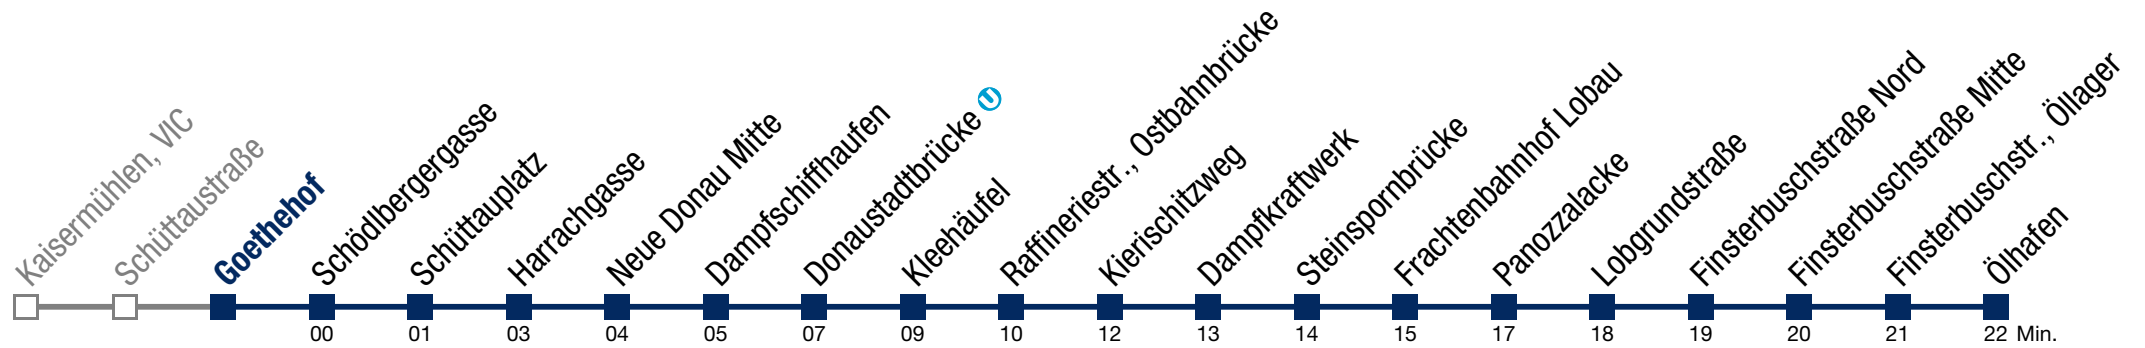 Kaisermühlen, VIC
Schüttaustraße
Goethehof
Schödlbergergasse
Schüttauplatz
Harrachgasse
Neue Donau Mitte
Dampfschiffhaufen
Donaustadtbrücke U
Kleehäufel
Raffineriestr., Ostbahnbrücke
Kierischitzweg
Dampfkraftwerk
Steinspornbrücke
Frachtenbahnhof Lobau
Panozzalacke
Lobgrundstraße
Finsterbuschstraße Nord
Finsterbuschstraße Mitte
Finsterbuschstr., Öllager
Ölhafen
00 01 03 04 05 07 09 10 12 13 14 15 17 18 19 20 21 22 Min.